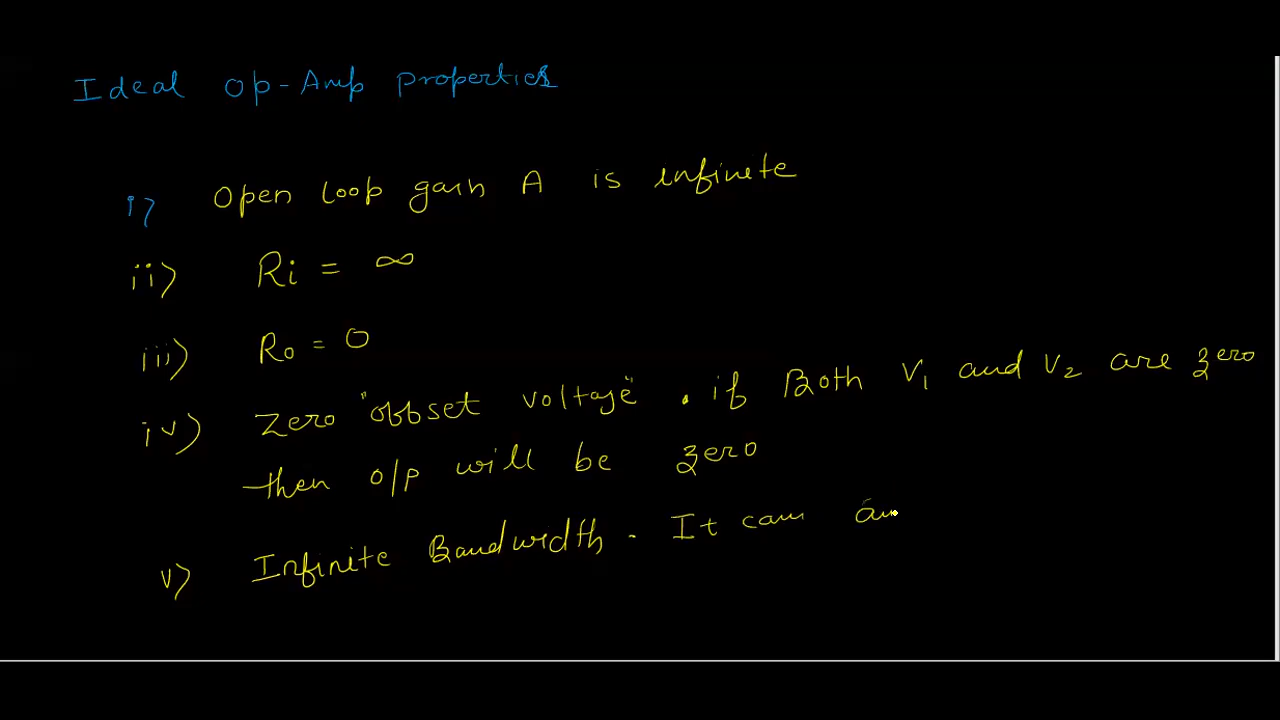 Ideal Op-Amp properties
i) Open loop gain A is infinite
ii) Ri = ∞
iii) Ro = 0
iv) Zero "offset voltage". if Both V1 and V2 are zero
then o/p will be zero
v) Infinite Bandwidth. It can am